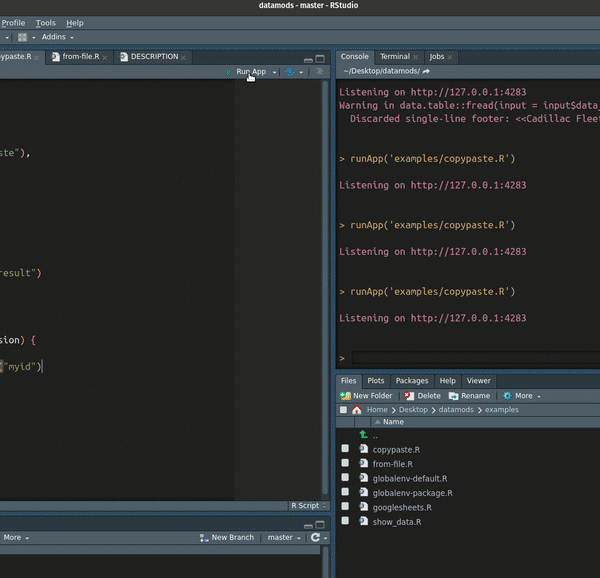 datamods - master - RStudio
Profile Tools Help
Addins
ypaste.R from-file.R DESCRIPTION
Run App
ste"),
result")
sion) {
"myid")
R Script
More New Branch master
Console Terminal Jobs
~/Desktop/datamods/
Listening on http://127.0.0.1:4283
Warning in data.table::fread(input = input$data_
Discarded single-line footer: <<Cadillac Flee
> runApp('examples/copypaste.R')
Listening on http://127.0.0.1:4283
> runApp('examples/copypaste.R')
Listening on http://127.0.0.1:4283
> runApp('examples/copypaste.R')
Listening on http://127.0.0.1:4283
>
Files Plots Packages Help Viewer
New Folder Delete Rename More
Home > Desktop > datamods > examples
Name
..
copypaste.R
from-file.R
globalenv-default.R
globalenv-package.R
googlesheets.R
show_data.R